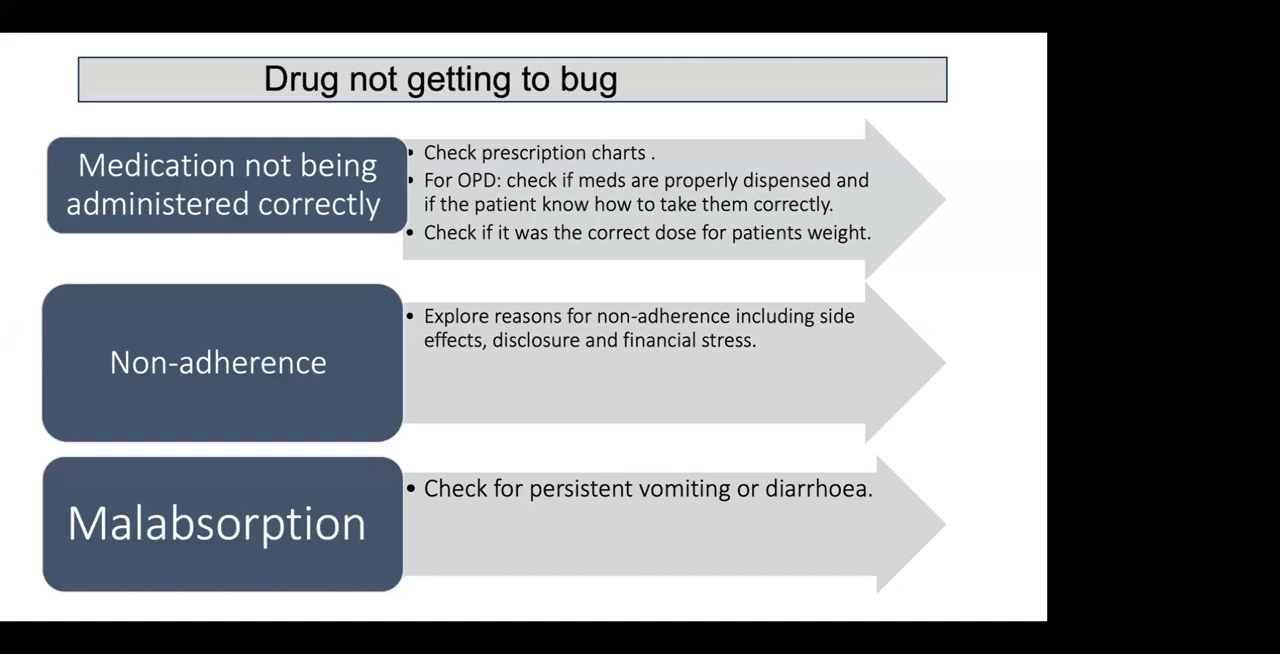 Drug not getting to bug
Medication not being
administered correctly
• Check prescription charts .
• For OPD: check if meds are properly dispensed and
if the patient know how to take them correctly.
• Check if it was the correct dose for patients weight.
Non-adherence
• Explore reasons for non-adherence including side
effects, disclosure and financial stress.
Malabsorption
• Check for persistent vomiting or diarrhoea.